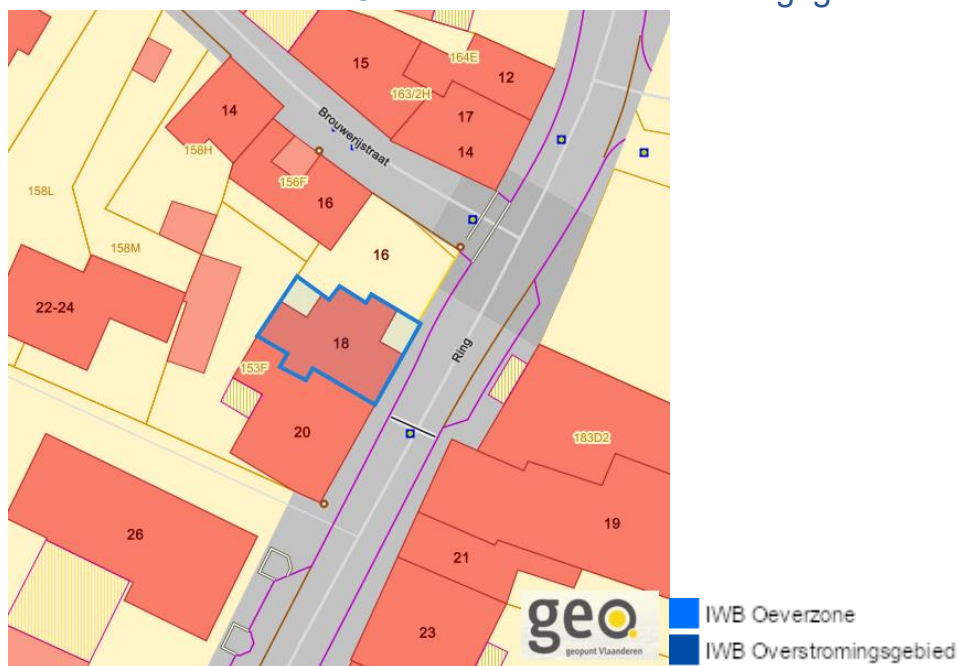 15
164E
12
163/2H
17
14
14
Brouwerijstraat
158H
156F
16
158L
158M
16
22-24
18
Ring
153F
20
183D2
19
26
21
23
geo
geopunt Vlaanderen
IWB Oeverzone
IWB Overstromingsgebied